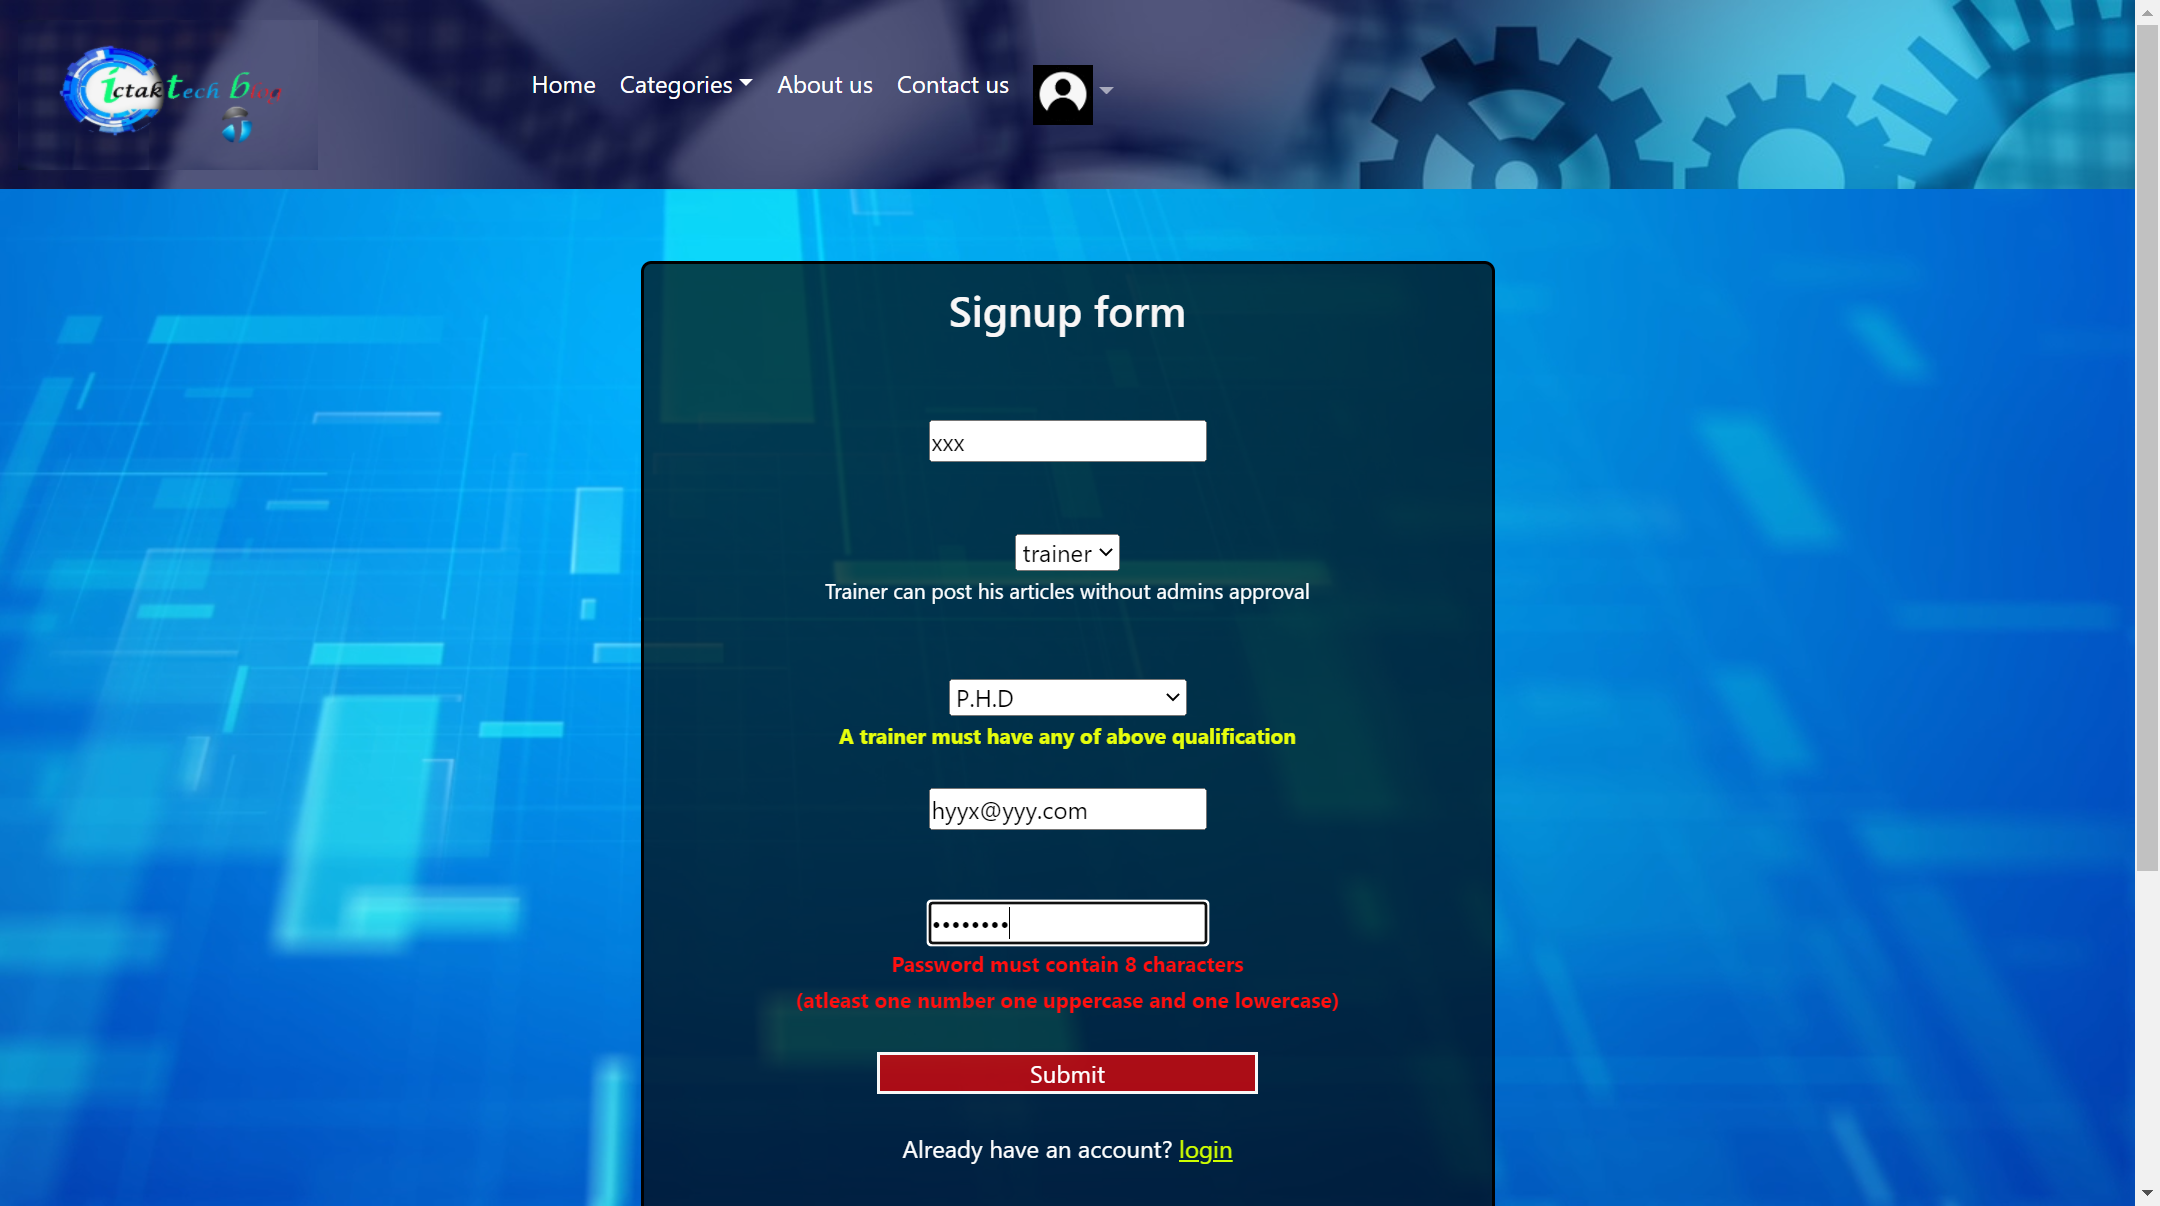 ictaktech blog
Home Categories About us Contact us
Signup form
xxx
trainer
Trainer can post his articles without admins approval
P.H.D
A trainer must have any of above qualification
hyyx@yyy.com
Password must contain 8 characters
(atleast one number one uppercase and one lowercase)
Submit
Already have an account? login